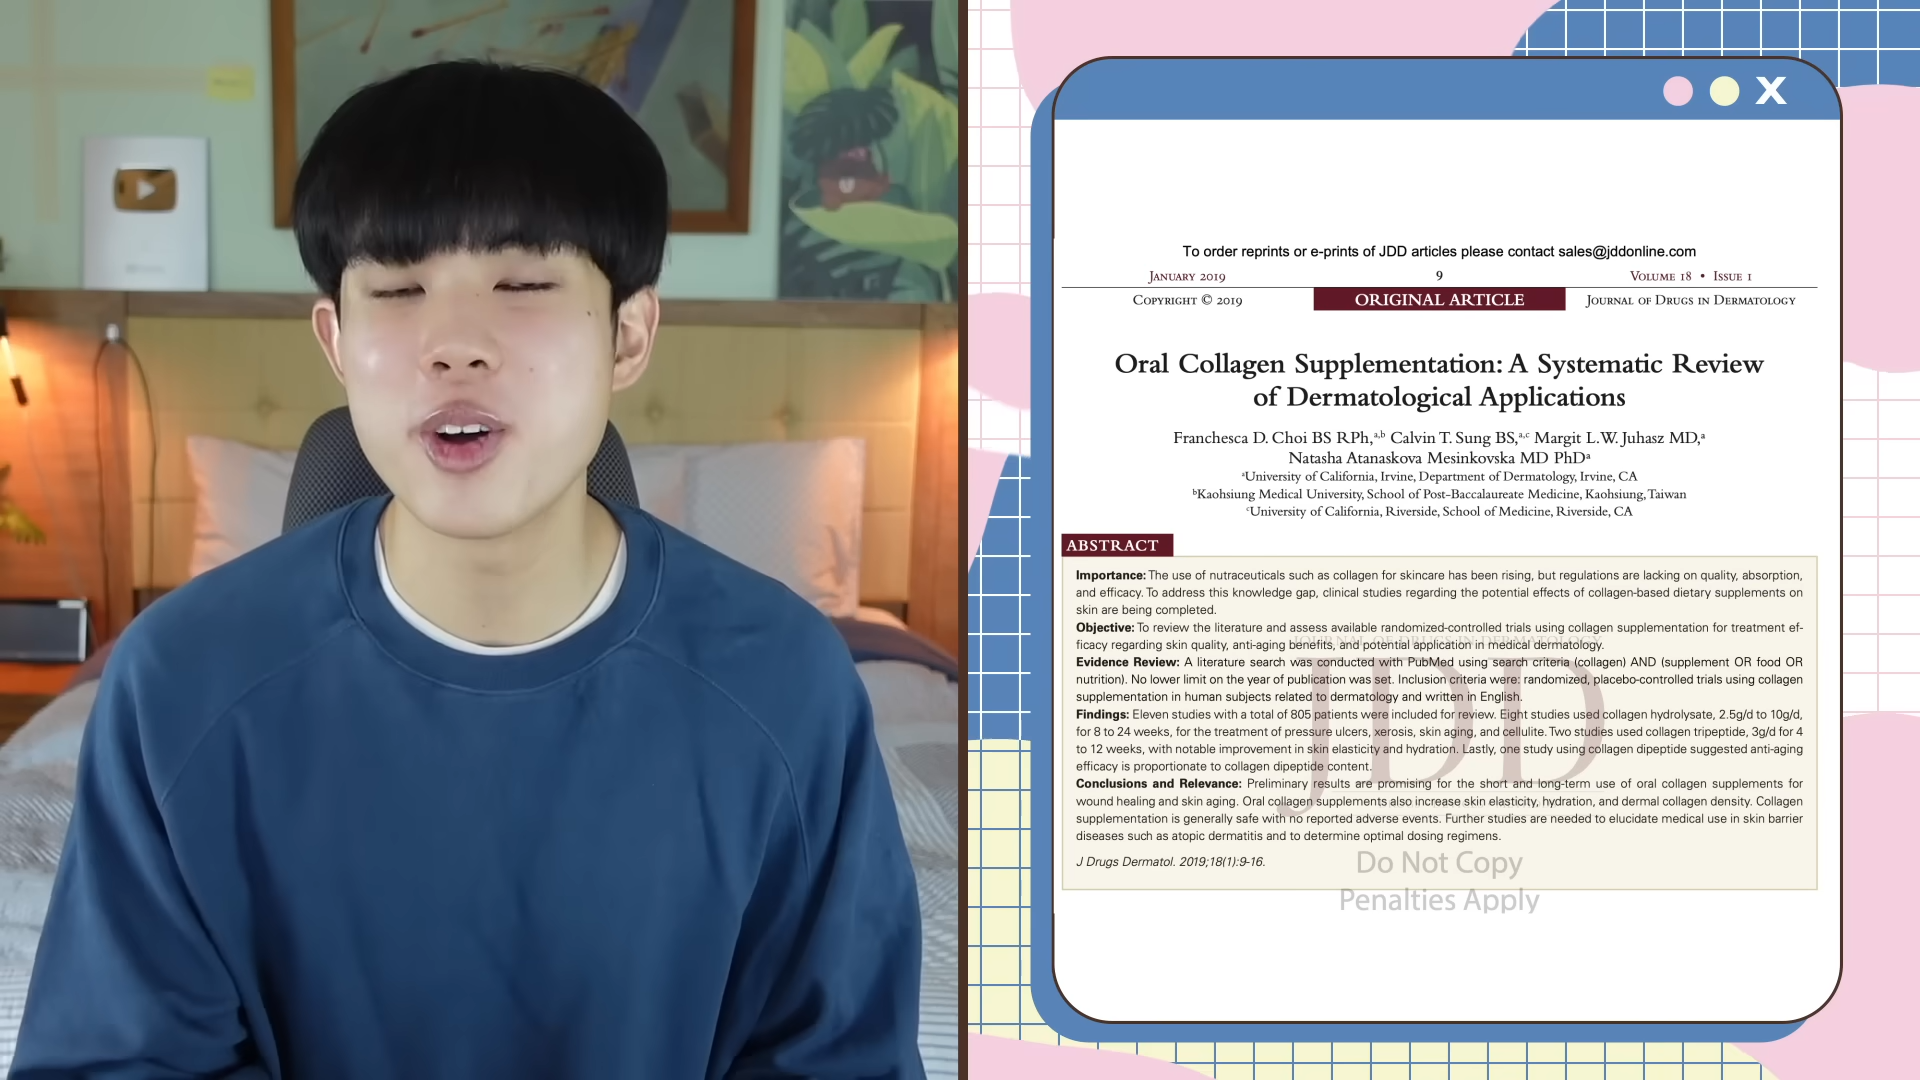 X
To order reprints or e-prints of JDD articles please contact sales@jddonline.com
January 2019 9 Volume 18 • Issue 1
Copyright © 2019 ORIGINAL ARTICLE Journal of Drugs in Dermatology
Oral Collagen Supplementation: A Systematic Review
of Dermatological Applications
Franchesca D. Choi BS RPh,a,b Calvin T. Sung BS,a,c Margit L.W. Juhasz MD,a
Natasha Atanaskova Mesinkovska MD PhDa
aUniversity of California, Irvine, Department of Dermatology, Irvine, CA
bKaohsiung Medical University, School of Post-Baccalaureate Medicine, Kaohsiung, Taiwan
cUniversity of California, Riverside, School of Medicine, Riverside, CA
ABSTRACT
Importance: The use of nutraceuticals such as collagen for skincare has been rising, but regulations are lacking on quality, absorption,
and efficacy. To address this knowledge gap, clinical studies regarding the potential effects of collagen-based dietary supplements on
skin are being completed.
Objective: To review the literature and assess available randomized-controlled trials using collagen supplementation for treatment ef-
JOURNAL OF DRUGS IN DERMATOLOGY
ficacy regarding skin quality, anti-aging benefits, and potential application in medical dermatology.
Evidence Review: A literature search was conducted with PubMed using search criteria (collagen) AND (supplement OR food OR
nutrition). No lower limit on the year of publication was set. Inclusion criteria were: randomized, placebo-controlled trials using collagen
supplementation in human subjects related to dermatology and written in English.
Findings: Eleven studies with a total of 805 patients were included for review. Eight studies used collagen hydrolysate, 2.5g/d to 10g/d,
JDD
for 8 to 24 weeks, for the treatment of pressure ulcers, xerosis, skin aging, and cellulite. Two studies used collagen tripeptide, 3g/d for 4
to 12 weeks, with notable improvement in skin elasticity and hydration. Lastly, one study using collagen dipeptide suggested anti-aging
efficacy is proportionate to collagen dipeptide content.
Conclusions and Relevance: Preliminary results are promising for the short and long-term use of oral collagen supplements for
wound healing and skin aging. Oral collagen supplements also increase skin elasticity, hydration, and dermal collagen density. Collagen
supplementation is generally safe with no reported adverse events. Further studies are needed to elucidate medical use in skin barrier
diseases such as atopic dermatitis and to determine optimal dosing regimens.
J Drugs Dermatol. 2019;18(1):9-16.
Do Not Copy
Penalties Apply